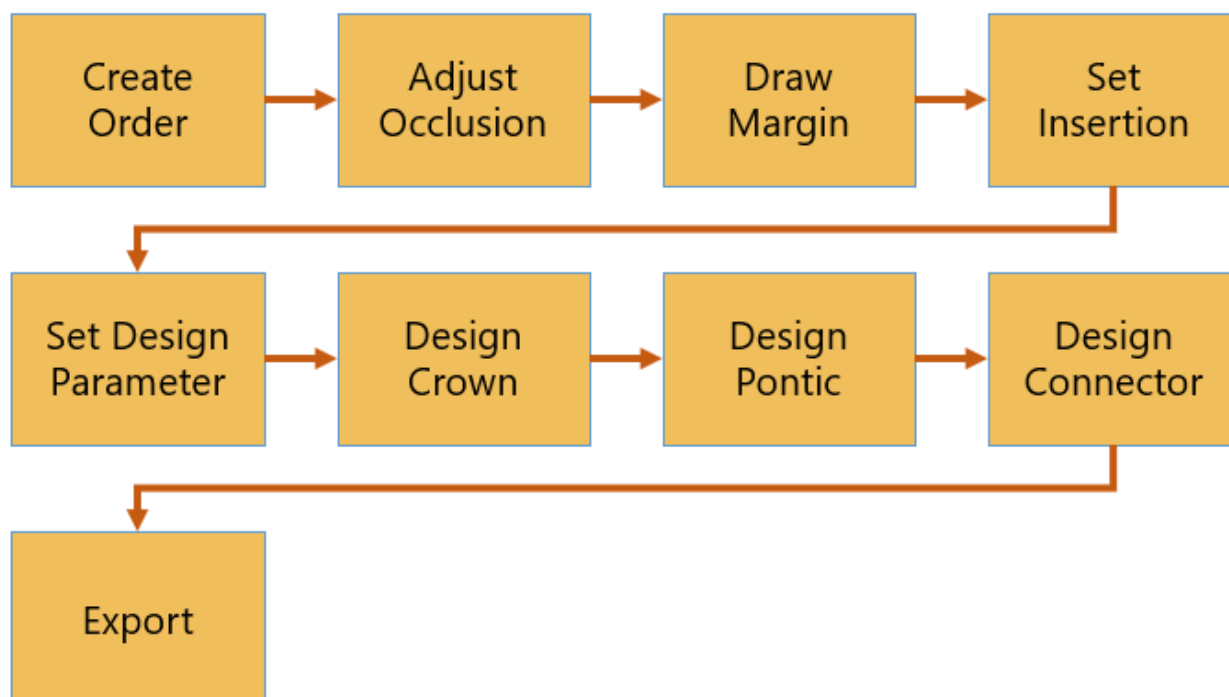 Create
Order
Adjust
Occlusion
Draw
Margin
Set
Insertion
Set Design
Parameter
Design
Crown
Design
Pontic
Design
Connector
Export